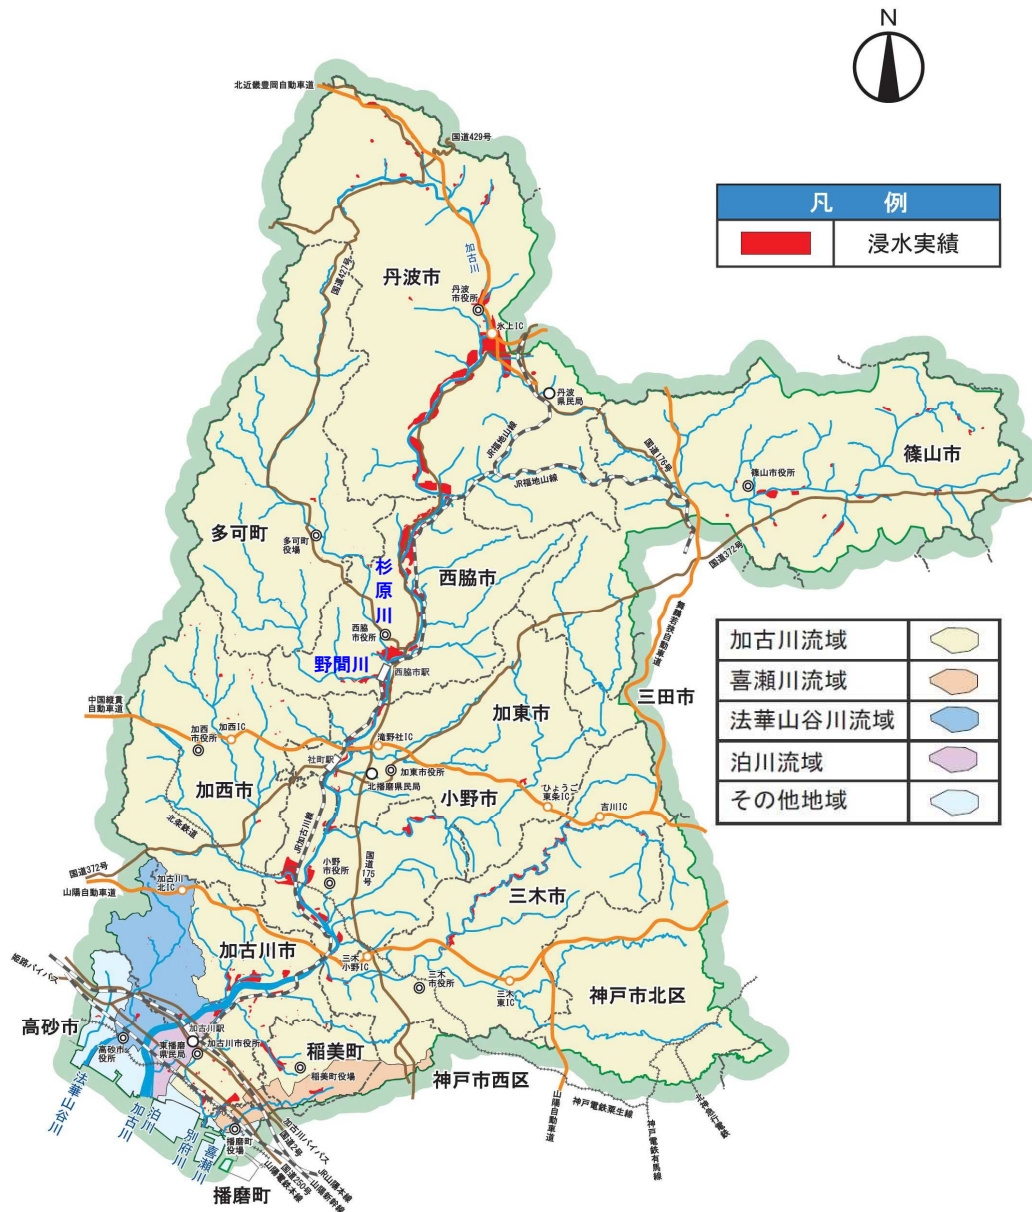 N
北近畿豊岡自動車道
国道429号
凡 例
浸水実績
加古川
国道427号
丹波市
丹波
市役所
氷上IC
丹波
県民局
JR福地山線
JR福地山線
国道176号
篠山市
篠山市役所
国道372号
多可町
多可町
役場
杉原川
西脇市
西脇
市役所
野間川
西脇市駅
舞鶴若狭自動車道
三田市
加古川流域
喜瀬川流域
法華山谷川流域
泊川流域
その他地域
中国縦貫
自動車道
加西
市役所
加西IC
加東市
滝野社IC
社町駅
加東市役所
北播磨県民局
加西市
小野市
ひょうご
東条IC
吉川IC
北条鉄道
JR加古川線
国道175号
国道372号
山陽自動車道
加古川
北IC
小野
市役所
三木市
加古川市
三木
小野IC
三木
市役所
三木
東IC
神戸市北区
姫路バイパス
高砂市
高砂市
役所
加古川駅
東播磨
県民局
加古川市役所
稲美町
稲美町役場
神戸市西区
山陽自動車道
神戸電鉄粟生線
神戸電鉄有馬線
北神急行電鉄
法華山谷川
加古川
泊川
別府川
喜瀬川
播磨町
役場
播磨町
加古川バイパス
国道2号
JR山陽本線
山陽新幹線
国道250号
山陽電鉄本線